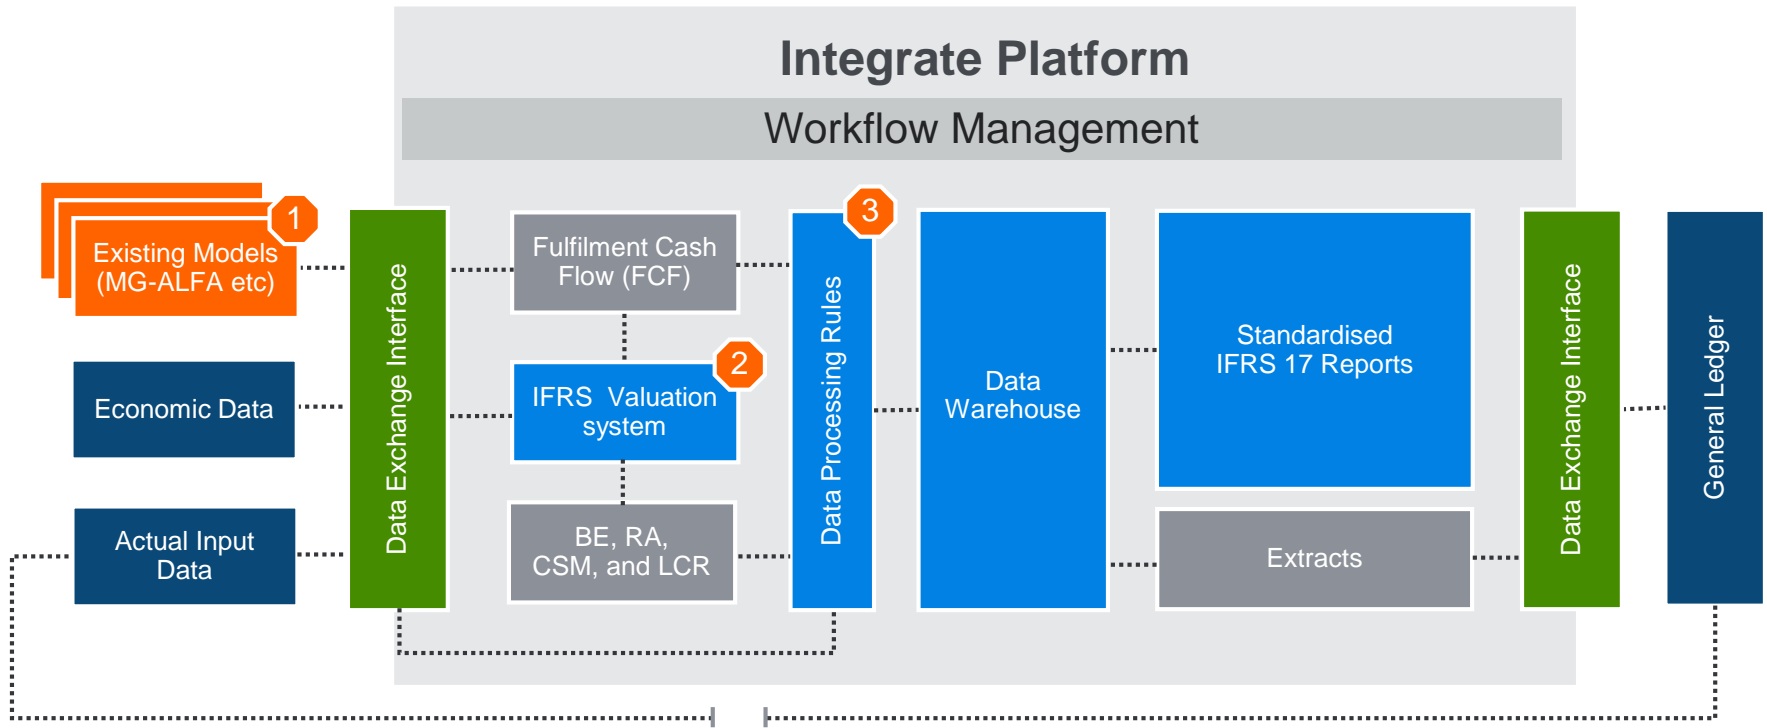 Integrate Platform
Workflow Management
1
Existing Models
(MG-ALFA etc)
Economic Data
Actual Input
Data
Data Exchange Interface
Fulfilment Cash
Flow (FCF)
2
IFRS Valuation
system
BE, RA,
CSM, and LCR
3
Data Processing Rules
Data
Warehouse
Standardised
IFRS 17 Reports
Extracts
Data Exchange Interface
General Ledger